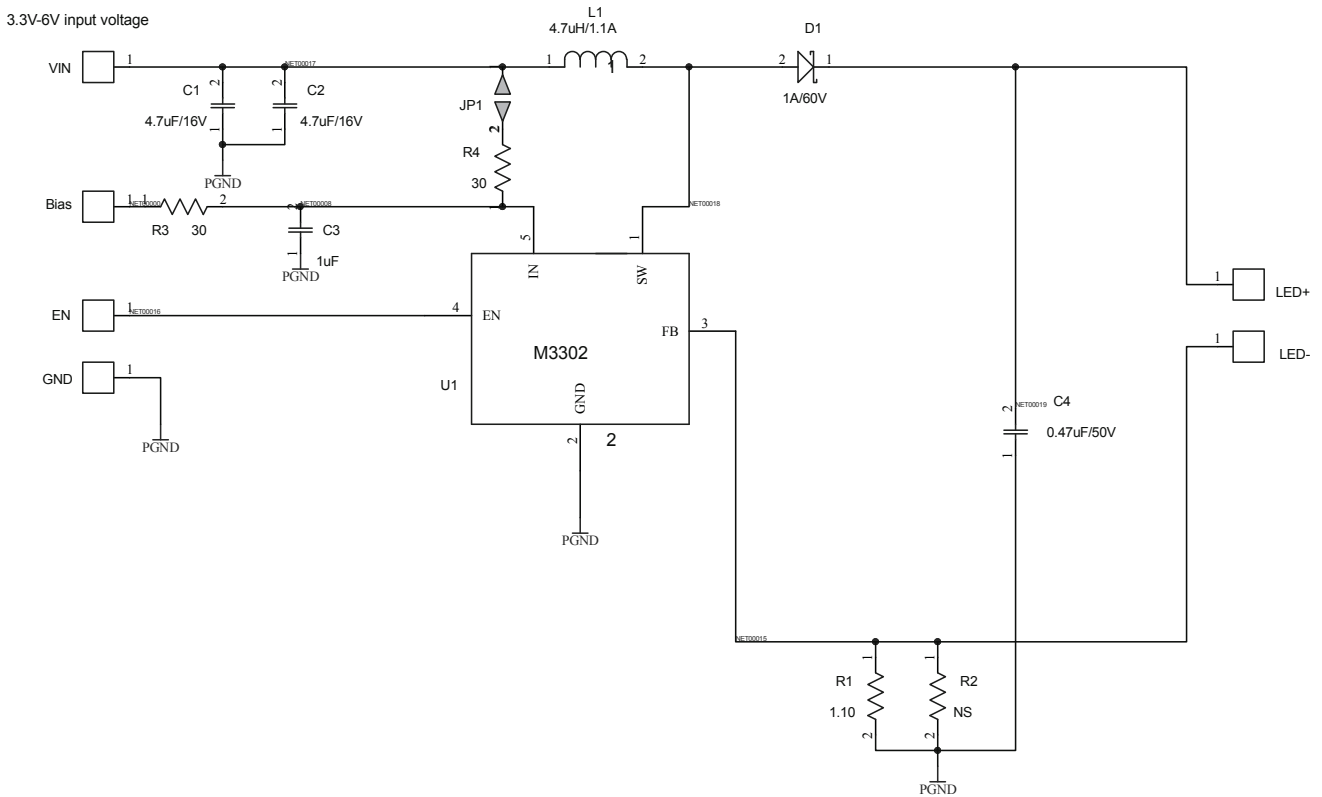 3.3V-6V input voltage
L1
4.7uH/1.1A
D1
VIN
1
NET00017
1
1
2
2
1
2
C1
2
C2
JP1
1A/60V
4.7uF/16V
1
4.7uF/16V
1
2
R4
30
PGND
Bias
1
1
NET00000
2
2
NET00008
1
NET00018
R3
30
C3
1
1uF
PGND
5
1
IN
SW
1
LED+
EN
1
NET00016
4
EN
FB
3
1
LED-
M3302
GND
1
U1
GND
2
2
PGND
2
NET00019
C4
0.47uF/50V
1
PGND
NET00015
1
1
R1
R2
1.10
NS
2
2
PGND